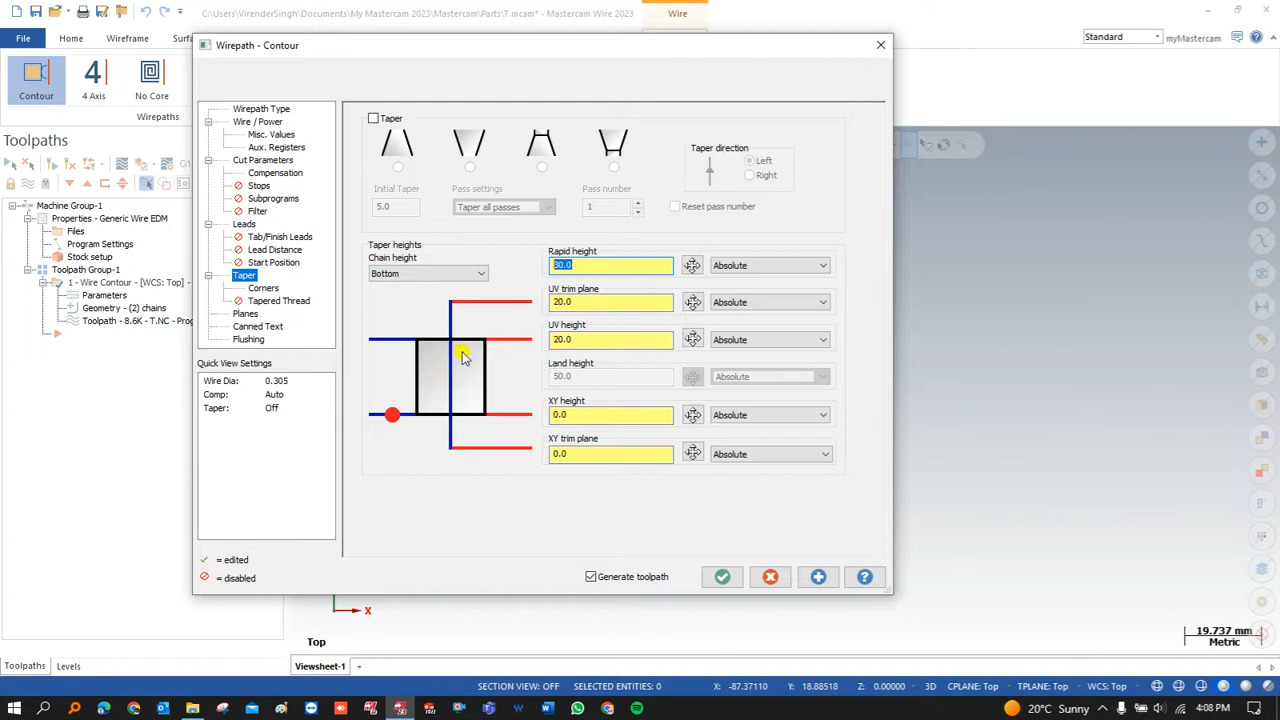 C:\Users\VirenderSingh\Documents\My Mastercam 2023\Mastercam\Parts\T.mcam* - Mastercam Wire 2023
Wire
File
Home
Wireframe
Surfa
Standard
myMastercam
Contour
4
4 Axis
No Core
Wirepaths
Toolpaths
G1
Machine Group-1
Properties - Generic Wire EDM
Files
Program Settings
Stock setup
Toolpath Group-1
1 - Wire Contour - [WCS: Top] -
Parameters
Geometry - (2) chains
Toolpath - 8.6K - T.NC - Prog
Wirepath - Contour
Wirepath Type
Wire / Power
Misc. Values
Aux. Registers
Cut Parameters
Compensation
Stops
Subprograms
Filter
Leads
Tab/Finish Leads
Lead Distance
Start Position
Taper
Corners
Tapered Thread
Planes
Canned Text
Flushing
Quick View Settings
Wire Dia: 0.305
Comp: Auto
Taper: Off
= edited
= disabled
Taper
Taper direction
Left
Right
Initial Taper
Pass settings
Pass number
5.0
Taper all passes
1
Reset pass number
Taper heights
Chain height
Bottom
Rapid height
30.0
Absolute
UV trim plane
20.0
Absolute
UV height
20.0
Absolute
Land height
50.0
Absolute
XY height
0.0
Absolute
XY trim plane
0.0
Absolute
Generate toolpath
X
Top
19.737 mm
Metric
Toolpaths
Levels
Viewsheet-1
SECTION VIEW: OFF
SELECTED ENTITIES: 0
X: -87.37110
Y: 18.88518
Z: 0.00000
3D
CPLANE: Top
TPLANE: Top
WCS: Top
20°C Sunny
4:08 PM